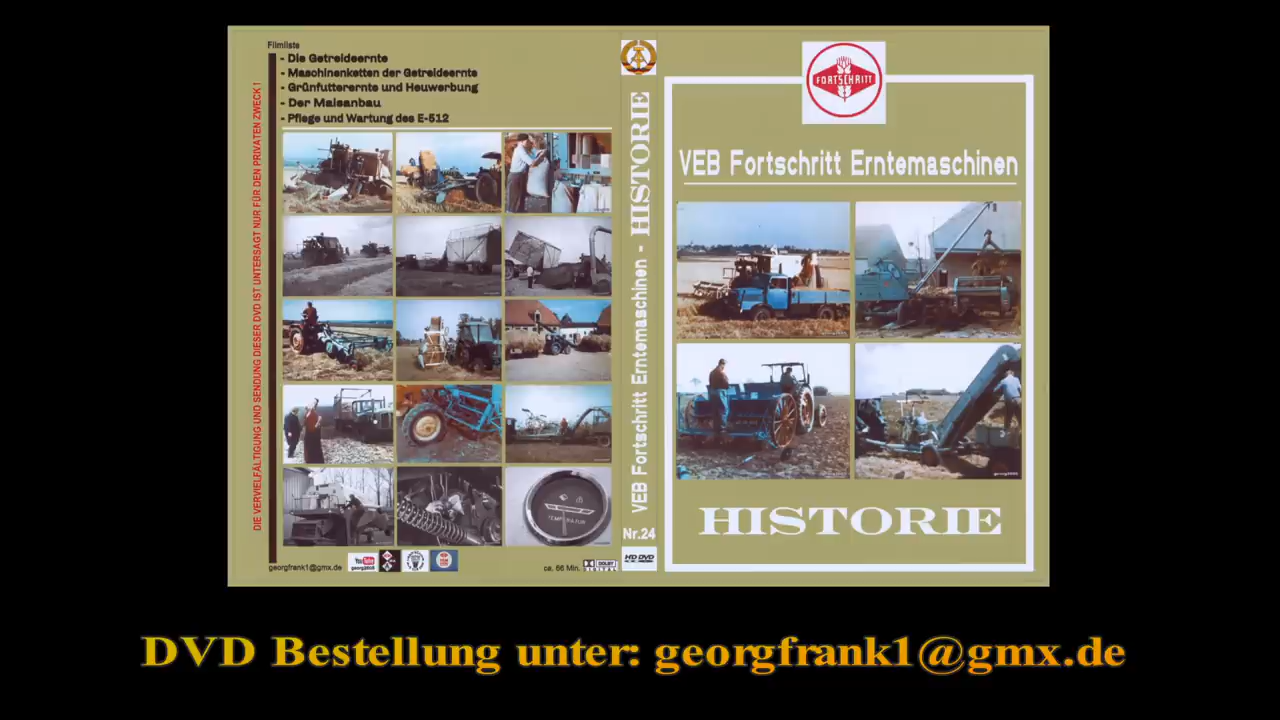 Filmliste
- Die Getreideernte
- Maschinenketten der Getreideernte
- Grünfutterernte und Heuwerbung
- Der Maisanbau
- Pflege und Wartung des E-512
DIE VERVIELFÄLTIGUNG UND SENDUNG DIESER DVD IST UNTERSAGT NUR FÜR DEN PRIVATEN ZWECK !
georgfrank1@gmx.de
ca. 66 Min.
VEB Fortschritt Erntemaschinen - HISTORIE
Nr.24
HD DVD
FORTSCHRITT
VEB Fortschritt Erntemaschinen
HISTORIE
DVD Bestellung unter: georgfrank1@gmx.de